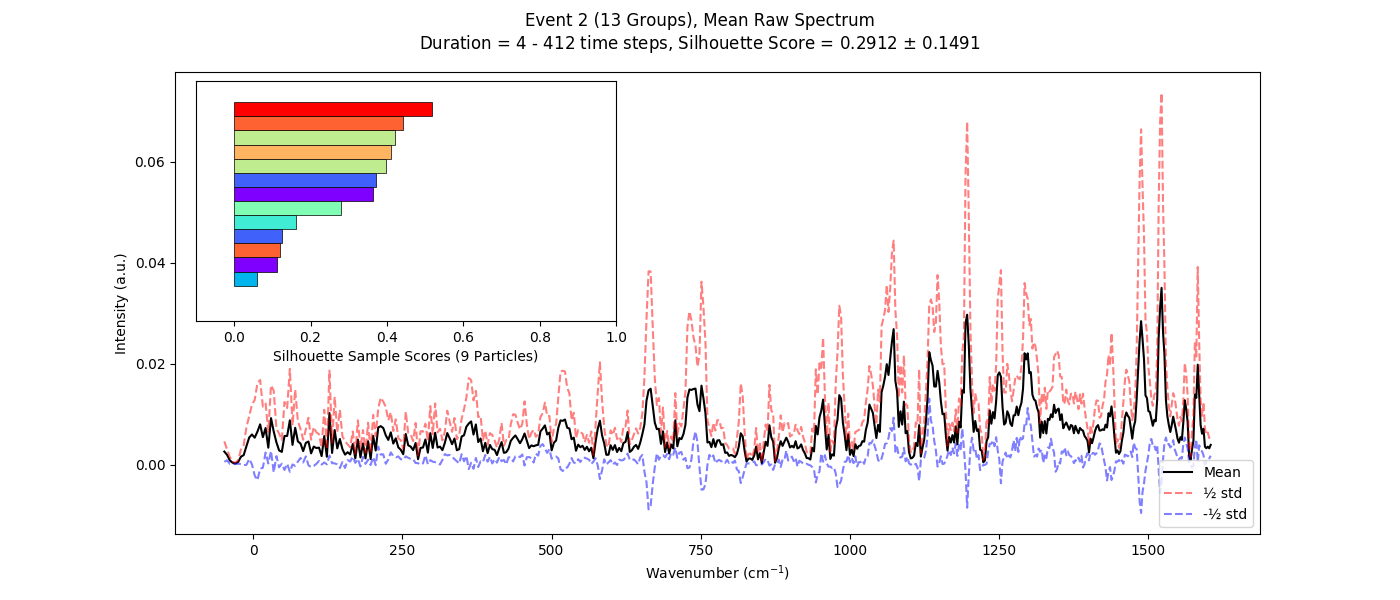 Event 2 (13 Groups), Mean Raw Spectrum
Duration = 4 - 412 time steps, Silhouette Score = 0.2912 ± 0.1491
Intensity (a.u.)
0.06
0.04
0.02
0.00
0.0 0.2 0.4 0.6 0.8 1.0
Silhouette Sample Scores (9 Particles)
Mean
½ std
-½ std
0 250 500 750 1000 1250 1500
Wavenumber (cm⁻¹)